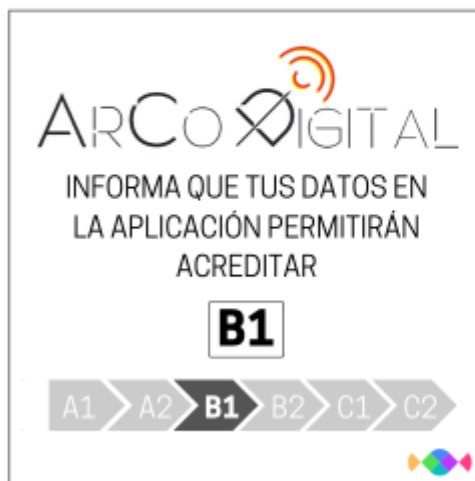 ARCO DIGITAL
INFORMA QUE TUS DATOS EN
LA APLICACIÓN PERMITIRÁN
ACREDITAR
B1
A1 A2 B1 B2 C1 C2